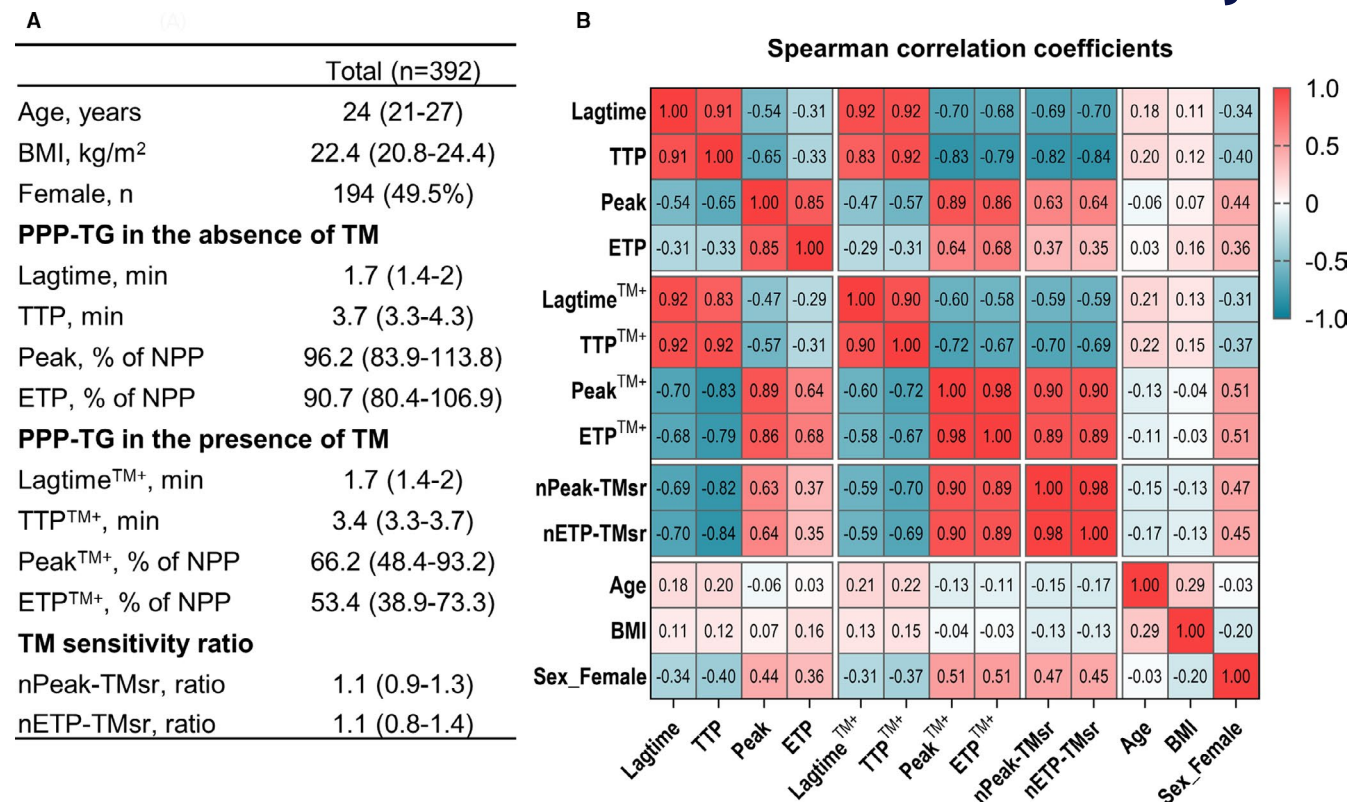 A
(A)
Total (n=392)
Age, years 24 (21-27)
BMI, kg/m² 22.4 (20.8-24.4)
Female, n 194 (49.5%)
PPP-TG in the absence of TM
Lagtime, min 1.7 (1.4-2)
TTP, min 3.7 (3.3-4.3)
Peak, % of NPP 96.2 (83.9-113.8)
ETP, % of NPP 90.7 (80.4-106.9)
PPP-TG in the presence of TM
Lagtimeᵀᴹ⁺, min 1.7 (1.4-2)
TTPᵀᴹ⁺, min 3.4 (3.3-3.7)
Peakᵀᴹ⁺, % of NPP 66.2 (48.4-93.2)
ETPᵀᴹ⁺, % of NPP 53.4 (38.9-73.3)
TM sensitivity ratio
nPeak-TMsr, ratio 1.1 (0.9-1.3)
nETP-TMsr, ratio 1.1 (0.8-1.4)
B
Spearman correlation coefficients
Lagtime 1.00 0.91 -0.54 -0.31 0.92 0.92 -0.70 -0.68 -0.69 -0.70 0.18 0.11 -0.34
TTP 0.91 1.00 -0.65 -0.33 0.83 0.92 -0.83 -0.79 -0.82 -0.84 0.20 0.12 -0.40
Peak -0.54 -0.65 1.00 0.85 -0.47 -0.57 0.89 0.86 0.63 0.64 -0.06 0.07 0.44
ETP -0.31 -0.33 0.85 1.00 -0.29 -0.31 0.64 0.68 0.37 0.35 0.03 0.16 0.36
Lagtimeᵀᴹ⁺ 0.92 0.83 -0.47 -0.29 1.00 0.90 -0.60 -0.58 -0.59 -0.59 0.21 0.13 -0.31
TTPᵀᴹ⁺ 0.92 0.92 -0.57 -0.31 0.90 1.00 -0.72 -0.67 -0.70 -0.69 0.22 0.15 -0.37
Peakᵀᴹ⁺ -0.70 -0.83 0.89 0.64 -0.60 -0.72 1.00 0.98 0.90 0.90 -0.13 -0.04 0.51
ETPᵀᴹ⁺ -0.68 -0.79 0.86 0.68 -0.58 -0.67 0.98 1.00 0.89 0.89 -0.11 -0.03 0.51
nPeak-TMsr -0.69 -0.82 0.63 0.37 -0.59 -0.70 0.90 0.89 1.00 0.98 -0.15 -0.13 0.47
nETP-TMsr -0.70 -0.84 0.64 0.35 -0.59 -0.69 0.90 0.89 0.98 1.00 -0.17 -0.13 0.45
Age 0.18 0.20 -0.06 0.03 0.21 0.22 -0.13 -0.11 -0.15 -0.17 1.00 0.29 -0.03
BMI 0.11 0.12 0.07 0.16 0.13 0.15 -0.04 -0.03 -0.13 -0.13 0.29 1.00 -0.20
Sex_Female -0.34 -0.40 0.44 0.36 -0.31 -0.37 0.51 0.51 0.47 0.45 -0.03 -0.20 1.00
Lagtime TTP Peak ETP Lagtimeᵀᴹ⁺ TTPᵀᴹ⁺ Peakᵀᴹ⁺ ETPᵀᴹ⁺ nPeak-TMsr nETP-TMsr Age BMI Sex_Female
1.0
0.5
0
-0.5
-1.0